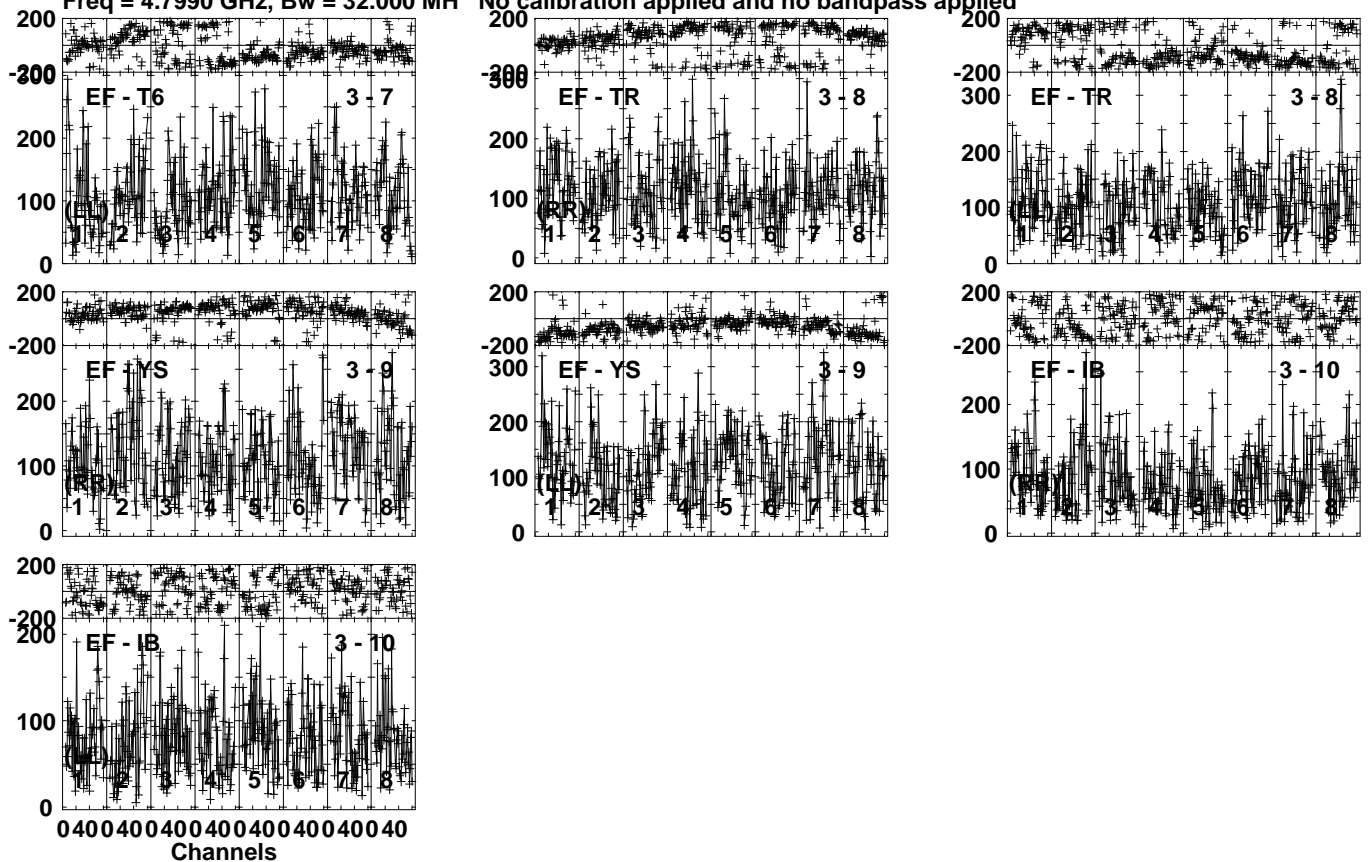 Freq = 4.7990 GHz, Bw = 32.000 MH No calibration applied and no bandpass applied
200 200 200
-200 -200 -200
300 300 300
EF - T6 3 - 7 EF - TR 3 - 8 EF - TR 3 - 8
200 200 200
100 100 100
(LL) (RR) (LL)
1 2 3 4 5 6 7 8 1 2 3 4 5 6 7 8 1 2 3 4 5 6 7 8
0 0 0
200 200 200
-200 -200 -200
EF - YS 3 - 9 EF - YS 3 - 9 EF - IB 3 - 10
300
200 200 200
100 100 100
(RR) (LL) (RR)
1 2 3 4 5 6 7 8 1 2 3 4 5 6 7 8 1 2 3 4 5 6 7 8
0 0 0
200
-200
200
EF - IB 3 - 10
100
(LL)
1 2 3 4 5 6 7 8
0
0 40 0 40 0 40 0 40 0 40 0 40 0 40 0 40
Channels